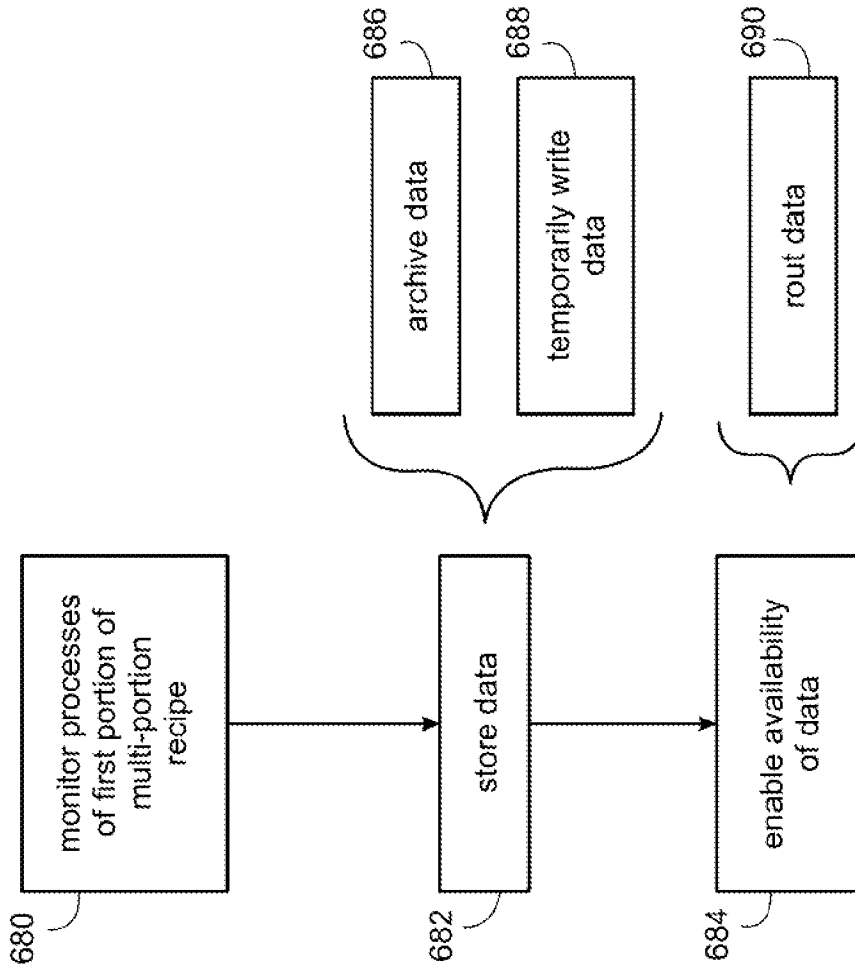 680
monitor processes
of first portion of
multi-portion
recipe
682
store data
684
enable availability
of data
686
archive data
688
temporarily write
data
690
rout data